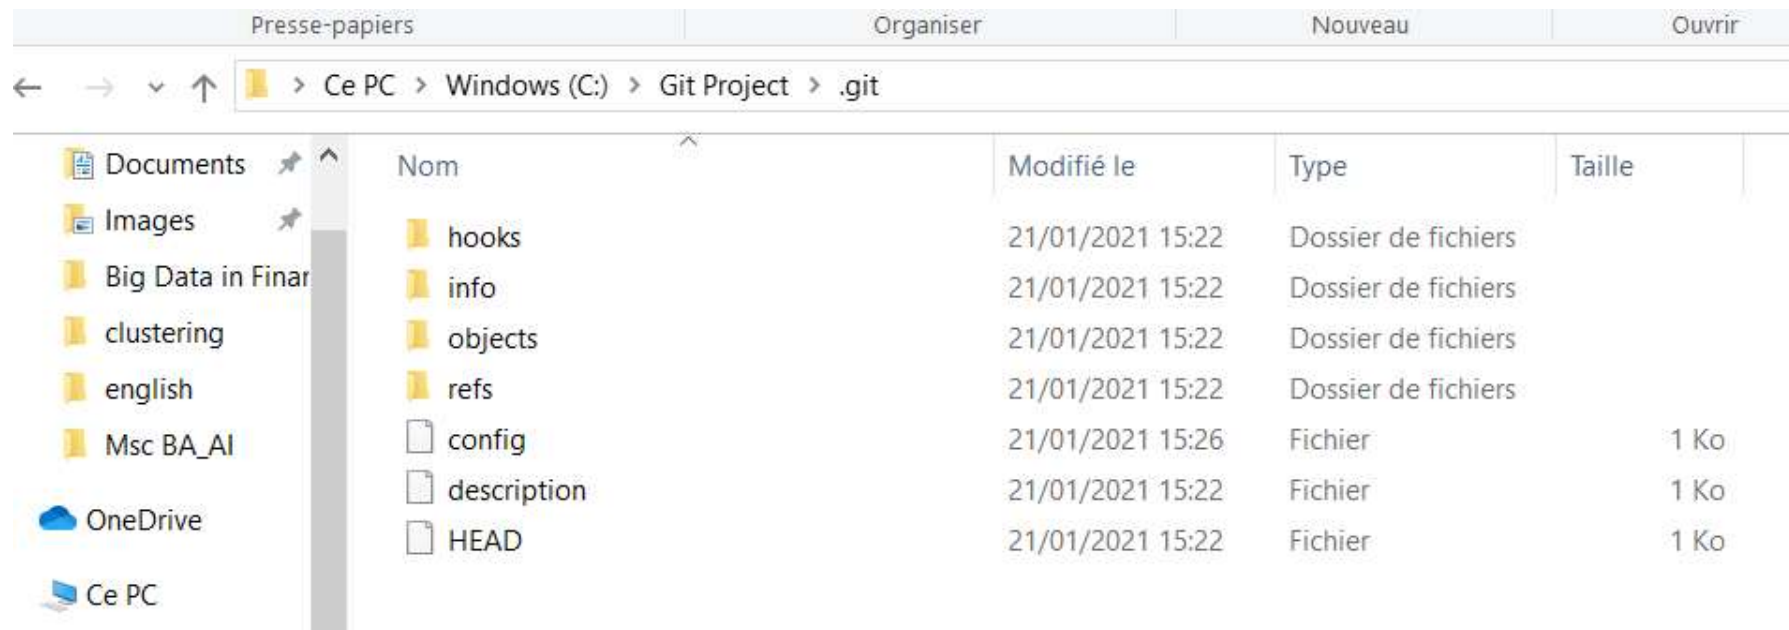 Presse-papiers Organiser Nouveau Ouvrir
Ce PC > Windows (C:) > Git Project > .git
Documents
Images
Big Data in Finar
clustering
english
Msc BA_AI
OneDrive
Ce PC
Nom Modifié le Type Taille
hooks 21/01/2021 15:22 Dossier de fichiers
info 21/01/2021 15:22 Dossier de fichiers
objects 21/01/2021 15:22 Dossier de fichiers
refs 21/01/2021 15:22 Dossier de fichiers
config 21/01/2021 15:26 Fichier 1 Ko
description 21/01/2021 15:22 Fichier 1 Ko
HEAD 21/01/2021 15:22 Fichier 1 Ko